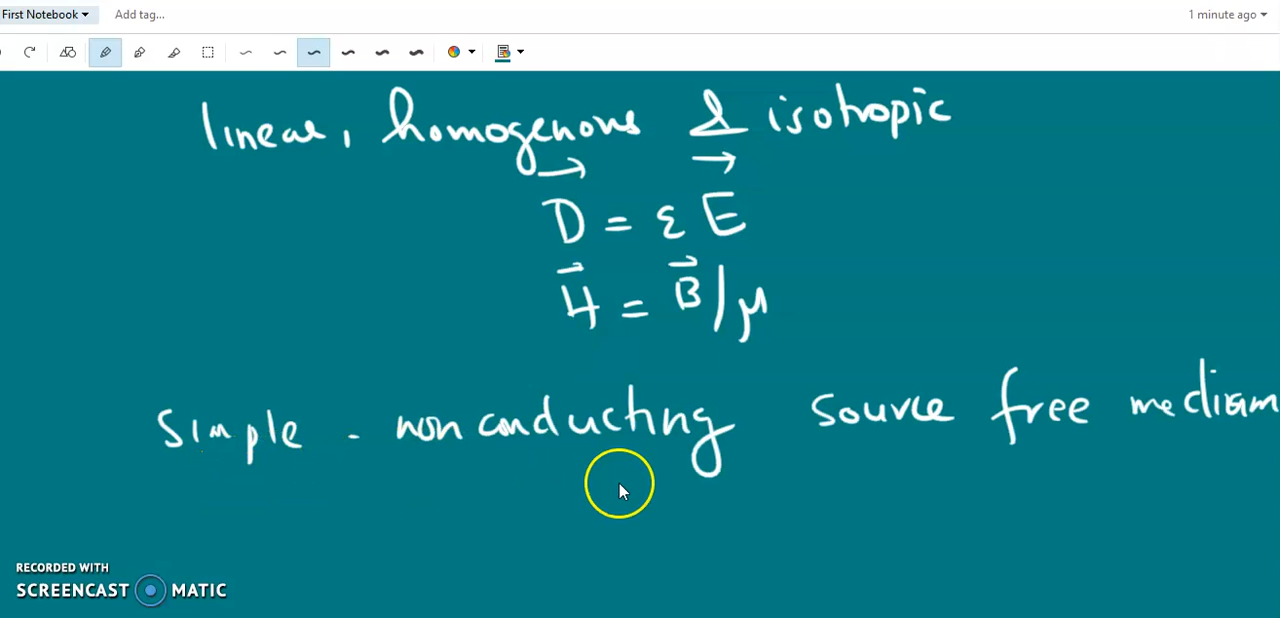 First Notebook Add tag... 1 minute ago
linear, homogenous & isotropic
D = ε E
H = B/μ
simple - non conducting source free medium
RECORDED WITH
SCREENCAST MATIC